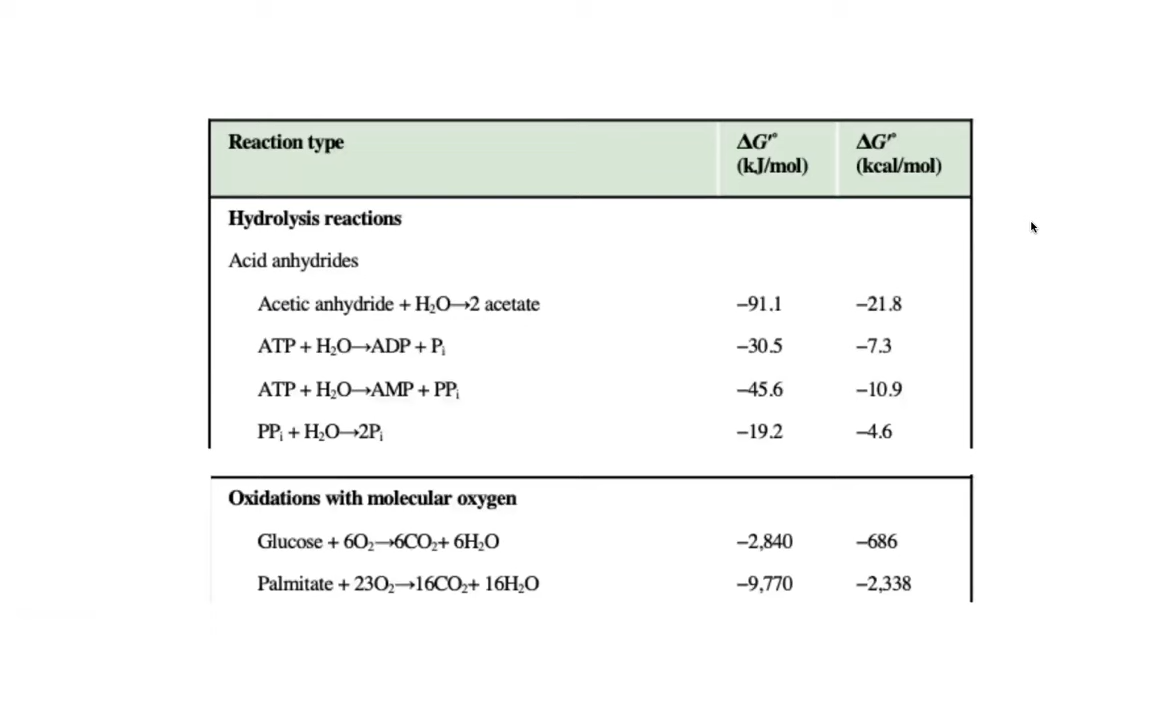 Reaction type ΔG′° ΔG′°
(kJ/mol) (kcal/mol)
Hydrolysis reactions
Acid anhydrides
Acetic anhydride + H₂O→2 acetate –91.1 –21.8
ATP + H₂O→ADP + Pᵢ –30.5 –7.3
ATP + H₂O→AMP + PPᵢ –45.6 –10.9
PPᵢ + H₂O→2Pᵢ –19.2 –4.6
Oxidations with molecular oxygen
Glucose + 6O₂→6CO₂+ 6H₂O –2,840 –686
Palmitate + 23O₂→16CO₂+ 16H₂O –9,770 –2,338